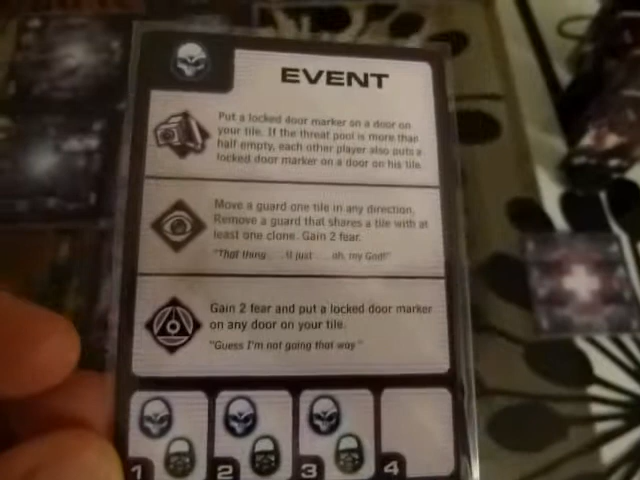 EVENT
Put a locked door marker on a door on
your tile. If the threat pool is more than
half empty, each other player also puts a
locked door marker on a door on his tile.
Move a guard one tile in any direction.
Remove a guard that shares a tile with at
least one clone. Gain 2 fear.
"That thing . . . It just . . . oh, my God!"
Gain 2 fear and put a locked door marker
on any door on your tile.
"Guess I'm not going that way"
1 2 3 4